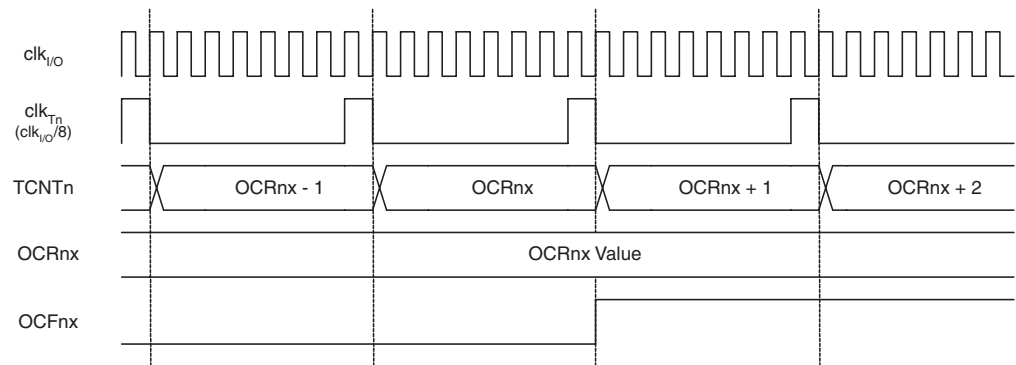 clkI/O
clkTn
(clkI/O/8)
TCNTn OCRnx - 1 OCRnx OCRnx + 1 OCRnx + 2
OCRnx OCRnx Value
OCFnx